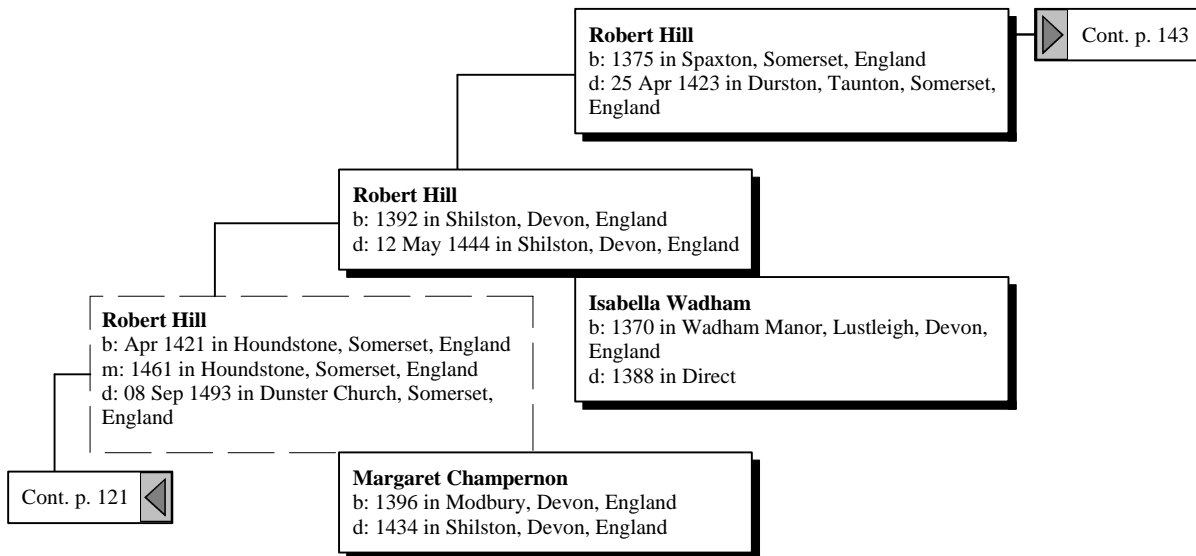 Robert Hill
b: 1375 in Spaxton, Somerset, England
d: 25 Apr 1423 in Durston, Taunton, Somerset,
England
Cont. p. 143
Robert Hill
b: 1392 in Shilston, Devon, England
d: 12 May 1444 in Shilston, Devon, England
Isabella Wadham
b: 1370 in Wadham Manor, Lustleigh, Devon,
England
d: 1388 in Direct
Robert Hill
b: Apr 1421 in Houndstone, Somerset, England
m: 1461 in Houndstone, Somerset, England
d: 08 Sep 1493 in Dunster Church, Somerset,
England
Margaret Champernon
b: 1396 in Modbury, Devon, England
d: 1434 in Shilston, Devon, England
Cont. p. 121